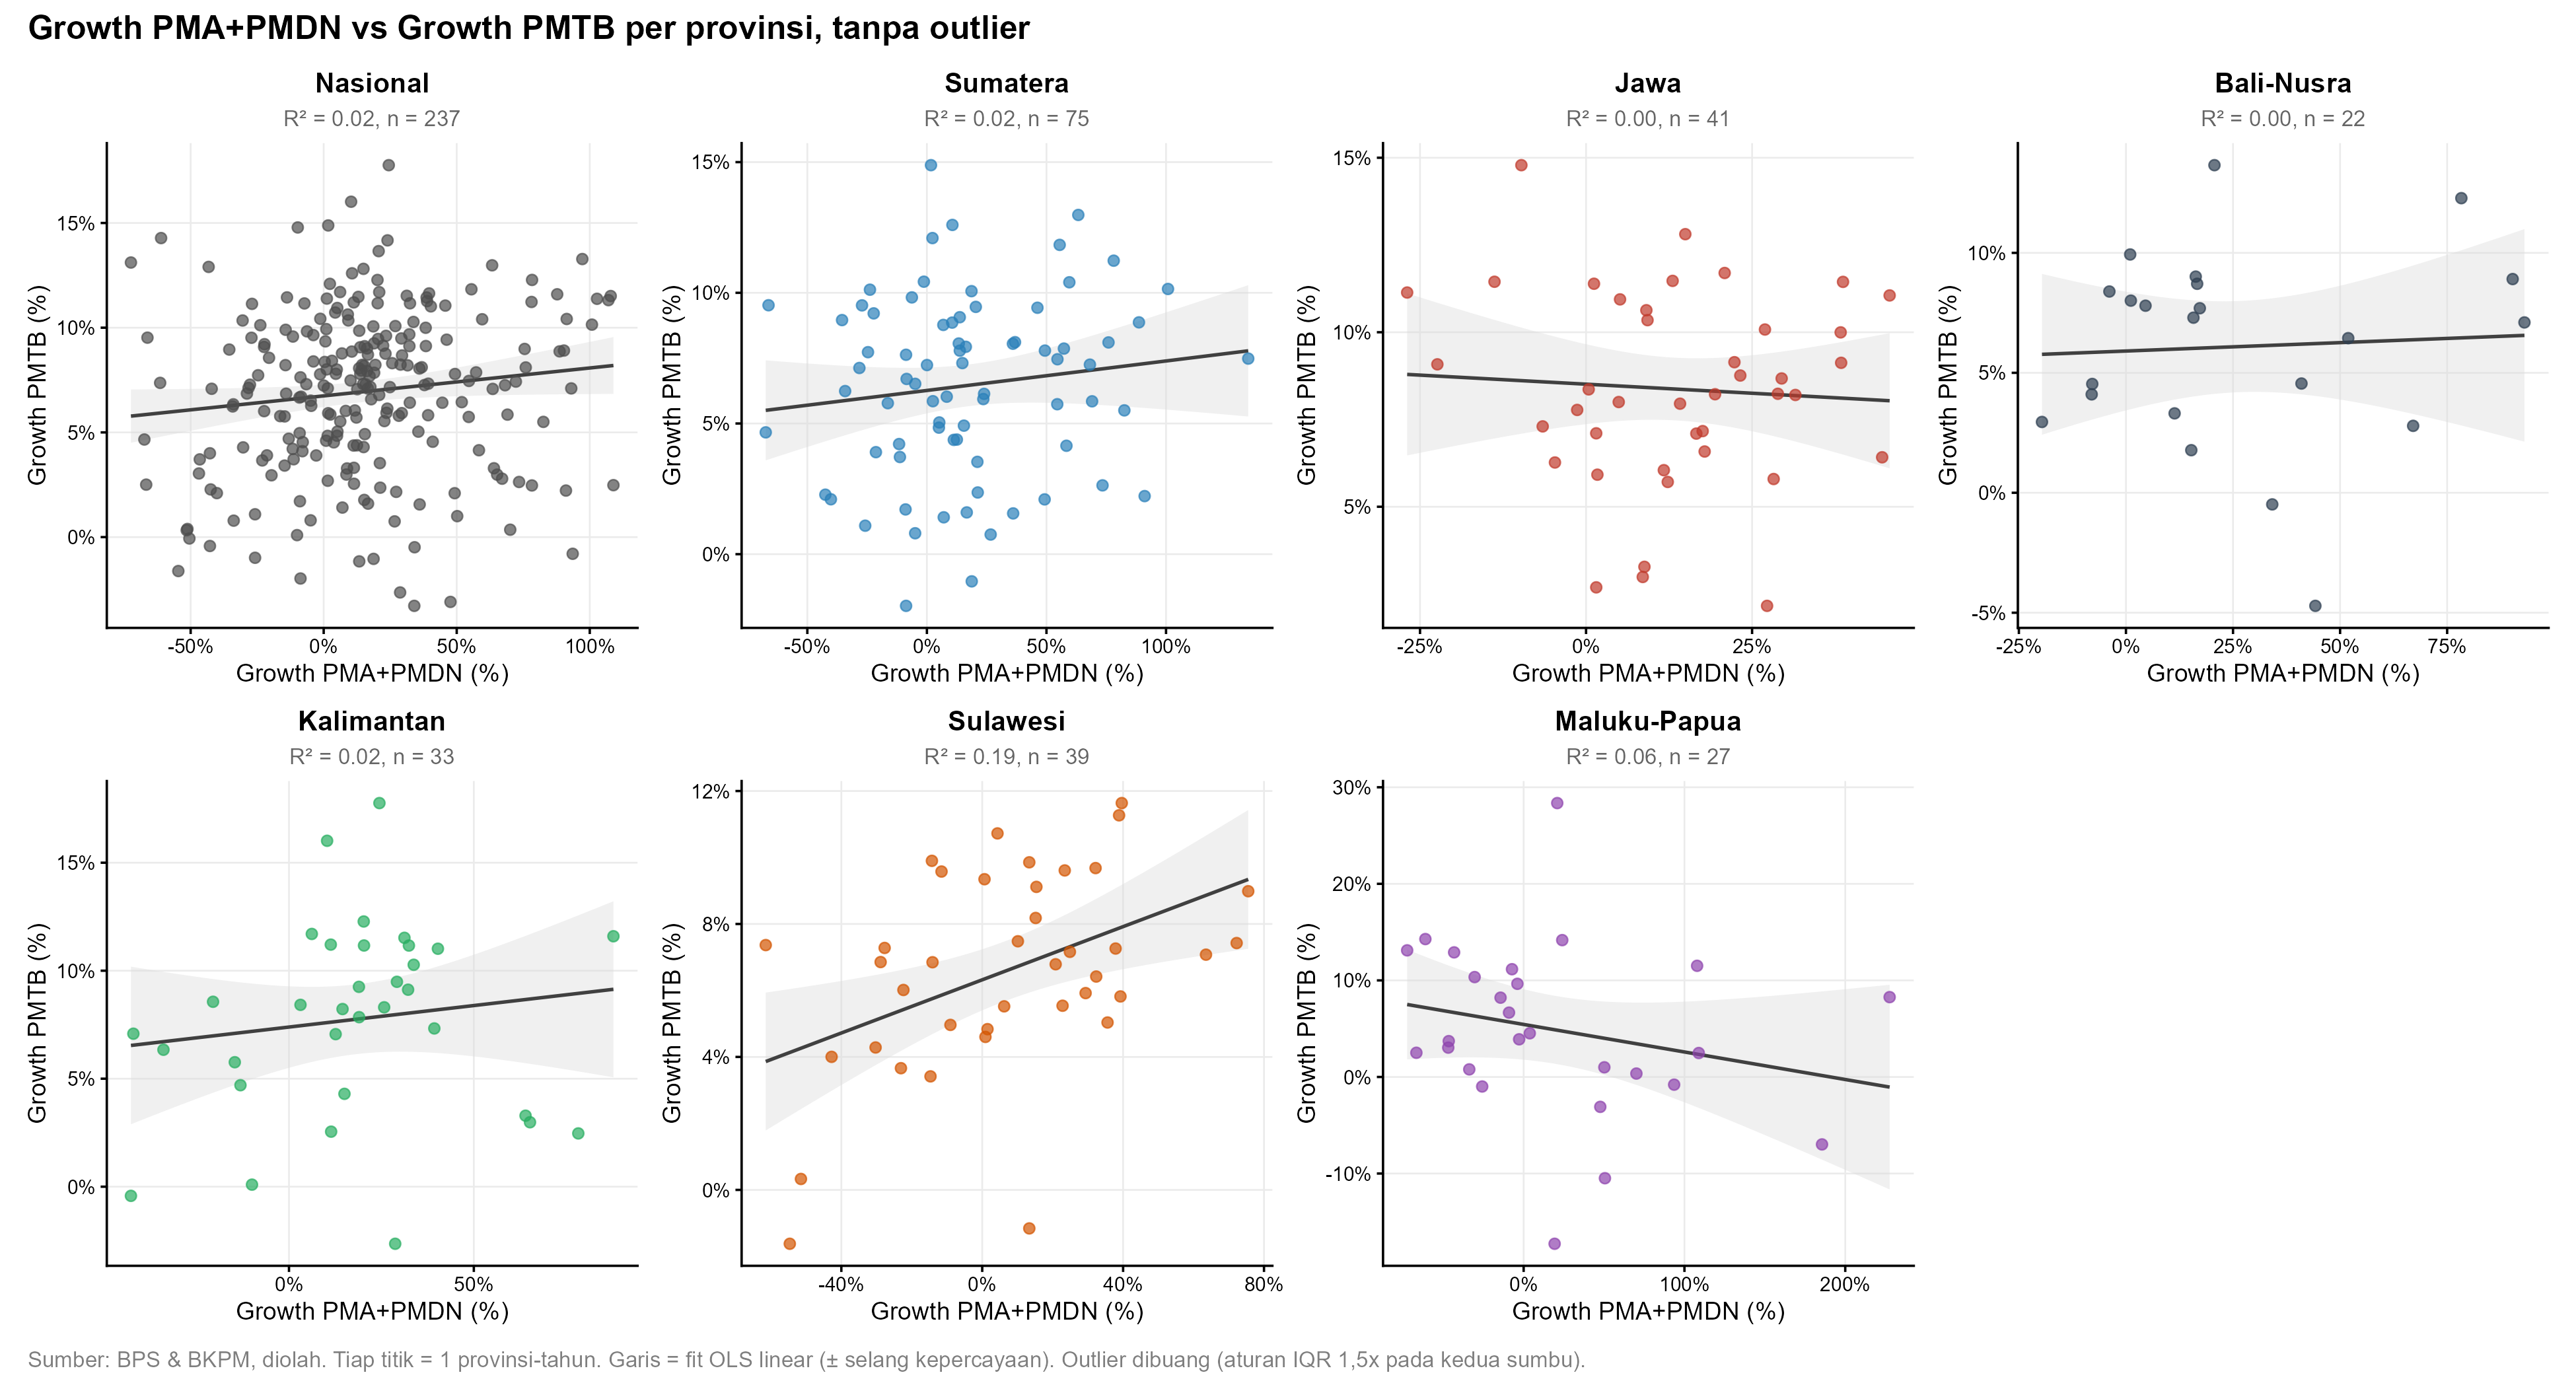 Growth PMA+PMDN vs Growth PMTB per provinsi, tanpa outlier
Nasional
R² = 0.02, n = 237
Growth PMTB (%)
15%
10%
5%
0%
-50%
0%
50%
100%
Growth PMA+PMDN (%)
Sumatera
R² = 0.02, n = 75
Growth PMTB (%)
15%
10%
5%
0%
-50%
0%
50%
100%
Growth PMA+PMDN (%)
Jawa
R² = 0.00, n = 41
Growth PMTB (%)
15%
10%
5%
-25%
0%
25%
Growth PMA+PMDN (%)
Bali-Nusra
R² = 0.00, n = 22
Growth PMTB (%)
10%
5%
0%
-5%
-25%
0%
25%
50%
75%
Growth PMA+PMDN (%)
Kalimantan
R² = 0.02, n = 33
Growth PMTB (%)
15%
10%
5%
0%
0%
50%
Growth PMA+PMDN (%)
Sulawesi
R² = 0.19, n = 39
Growth PMTB (%)
12%
8%
4%
0%
-40%
0%
40%
80%
Growth PMA+PMDN (%)
Maluku-Papua
R² = 0.06, n = 27
Growth PMTB (%)
30%
20%
10%
0%
-10%
0%
100%
200%
Growth PMA+PMDN (%)
Sumber: BPS & BKPM, diolah. Tiap titik = 1 provinsi-tahun. Garis = fit OLS linear (± selang kepercayaan). Outlier dibuang (aturan IQR 1,5x pada kedua sumbu).